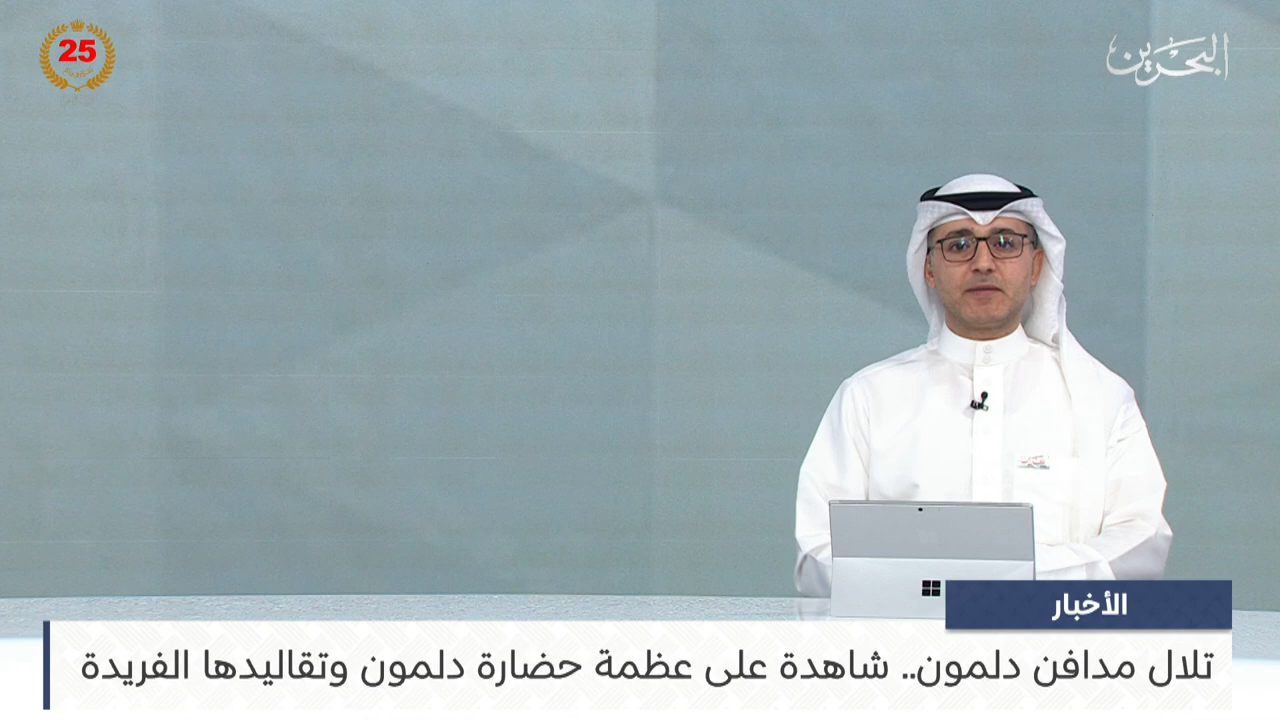 25
البحرين
الأخبار
تلال مدافن دلمون.. شاهدة على عظمة حضارة دلمون وتقاليدها الفريدة